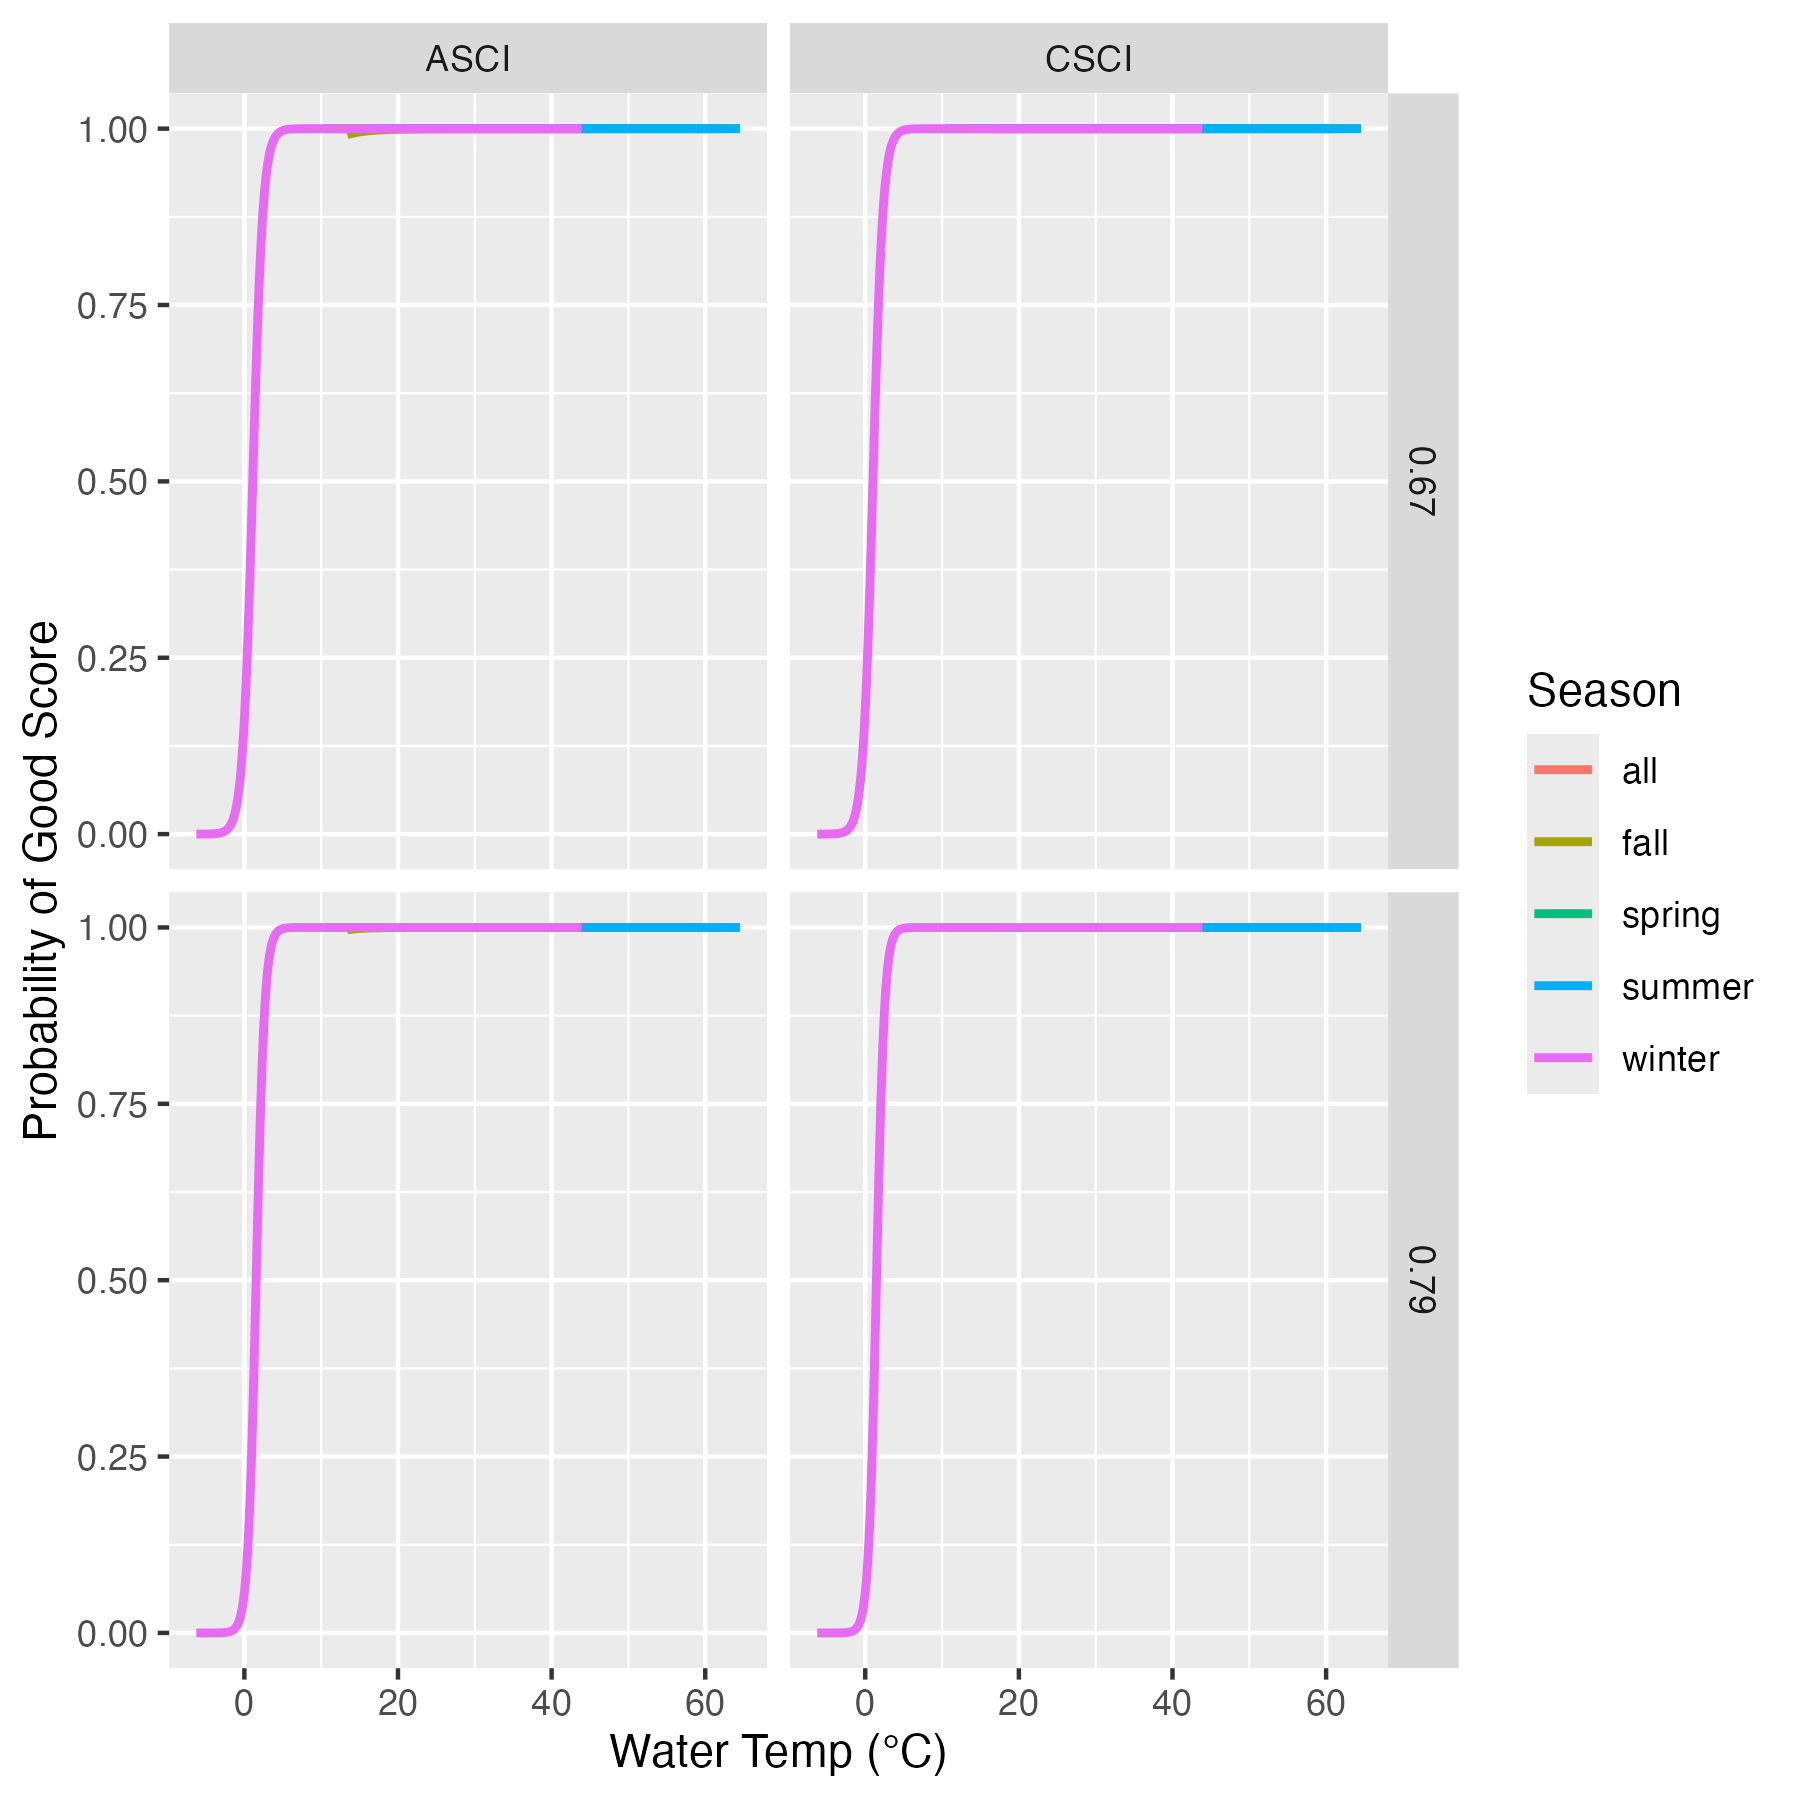 ASCI
CSCI
1.00
0.75
0.50
0.25
0.00
0.67
1.00
0.75
0.50
0.25
0.00
0.79
0 20 40 60
0 20 40 60
Water Temp (°C)
Probability of Good Score
Season
all
fall
spring
summer
winter